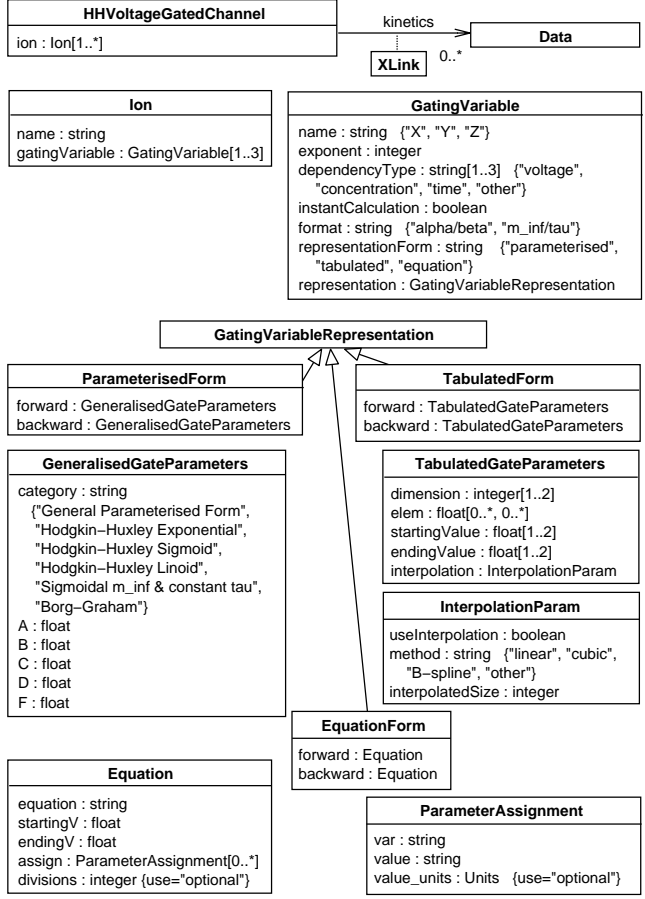 HHVoltageGatedChannel
ion : Ion[1..*]
kinetics
XLink
0..*
Data
Ion
name : string
gatingVariable : GatingVariable[1..3]
GatingVariable
name : string {"X", "Y", "Z"}
exponent : integer
dependencyType : string[1..3] {"voltage",
"concentration", "time", "other"}
instantCalculation : boolean
format : string {"alpha/beta", "m_inf/tau"}
representationForm : string {"parameterised",
"tabulated", "equation"}
representation : GatingVariableRepresentation
GatingVariableRepresentation
ParameterisedForm
forward : GeneralisedGateParameters
backward : GeneralisedGateParameters
TabulatedForm
forward : TabulatedGateParameters
backward : TabulatedGateParameters
GeneralisedGateParameters
category : string
{"General Parameterised Form",
"Hodgkin−Huxley Exponential",
"Hodgkin−Huxley Sigmoid",
"Hodgkin−Huxley Linoid",
"Sigmoidal m_inf & constant tau",
"Borg−Graham"}
A : float
B : float
C : float
D : float
F : float
TabulatedGateParameters
dimension : integer[1..2]
elem : float[0..*, 0..*]
startingValue : float[1..2]
endingValue : float[1..2]
interpolation : InterpolationParam
InterpolationParam
useInterpolation : boolean
method : string {"linear", "cubic",
"B−spline", "other"}
interpolatedSize : integer
EquationForm
forward : Equation
backward : Equation
Equation
equation : string
startingV : float
endingV : float
assign : ParameterAssignment[0..*]
divisions : integer {use="optional"}
ParameterAssignment
var : string
value : string
value_units : Units {use="optional"}